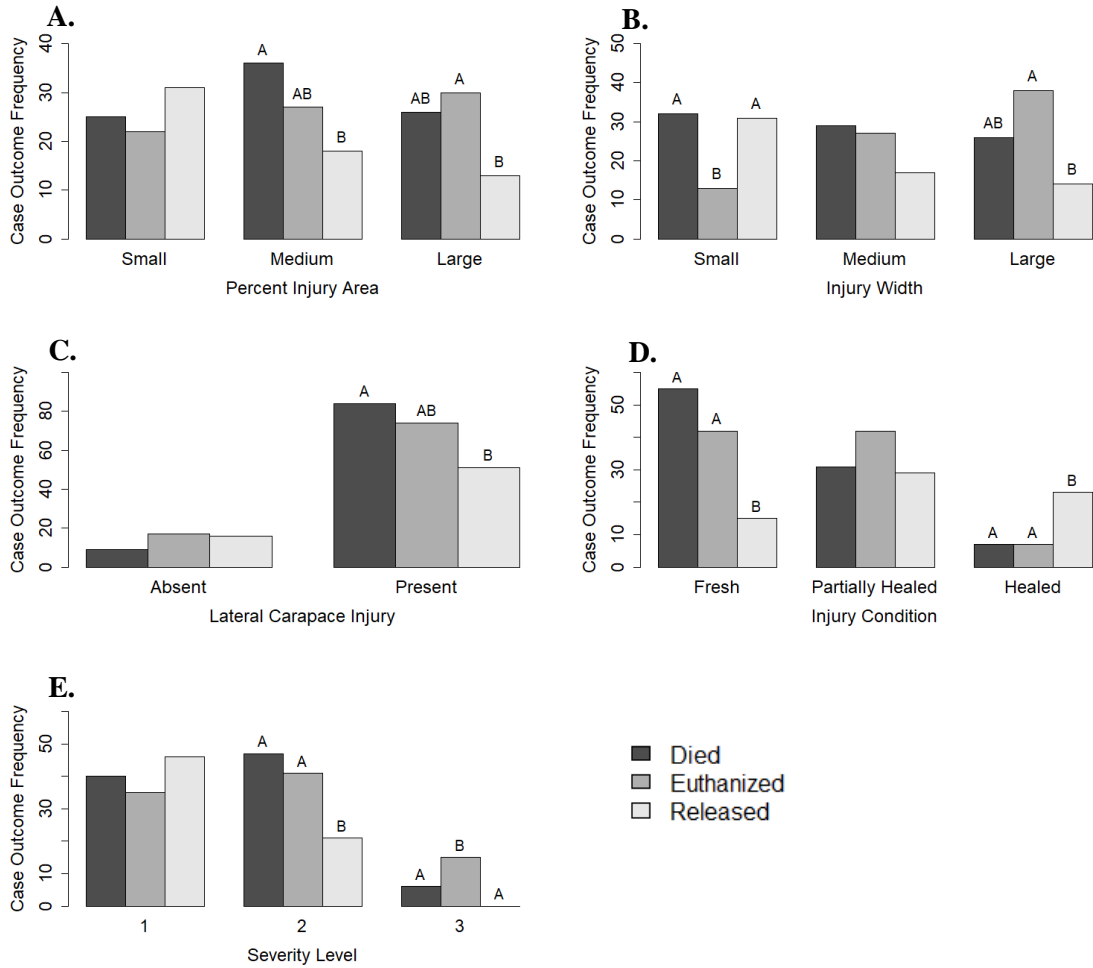 A.
Case Outcome Frequency
40
30
20
10
0
A
AB
B
AB
A
B
Small Medium Large
Percent Injury Area
B.
Case Outcome Frequency
50
40
30
20
10
0
A
B
A
AB
A
B
Small Medium Large
Injury Width
C.
Case Outcome Frequency
80
60
40
20
0
A
AB
B
Absent Present
Lateral Carapace Injury
D.
Case Outcome Frequency
50
30
10
0
A
A
B
A
A
B
Fresh Partially Healed Healed
Injury Condition
E.
Case Outcome Frequency
50
30
10
0
A
A
B
A
B
A
1 2 3
Severity Level
Died
Euthanized
Released